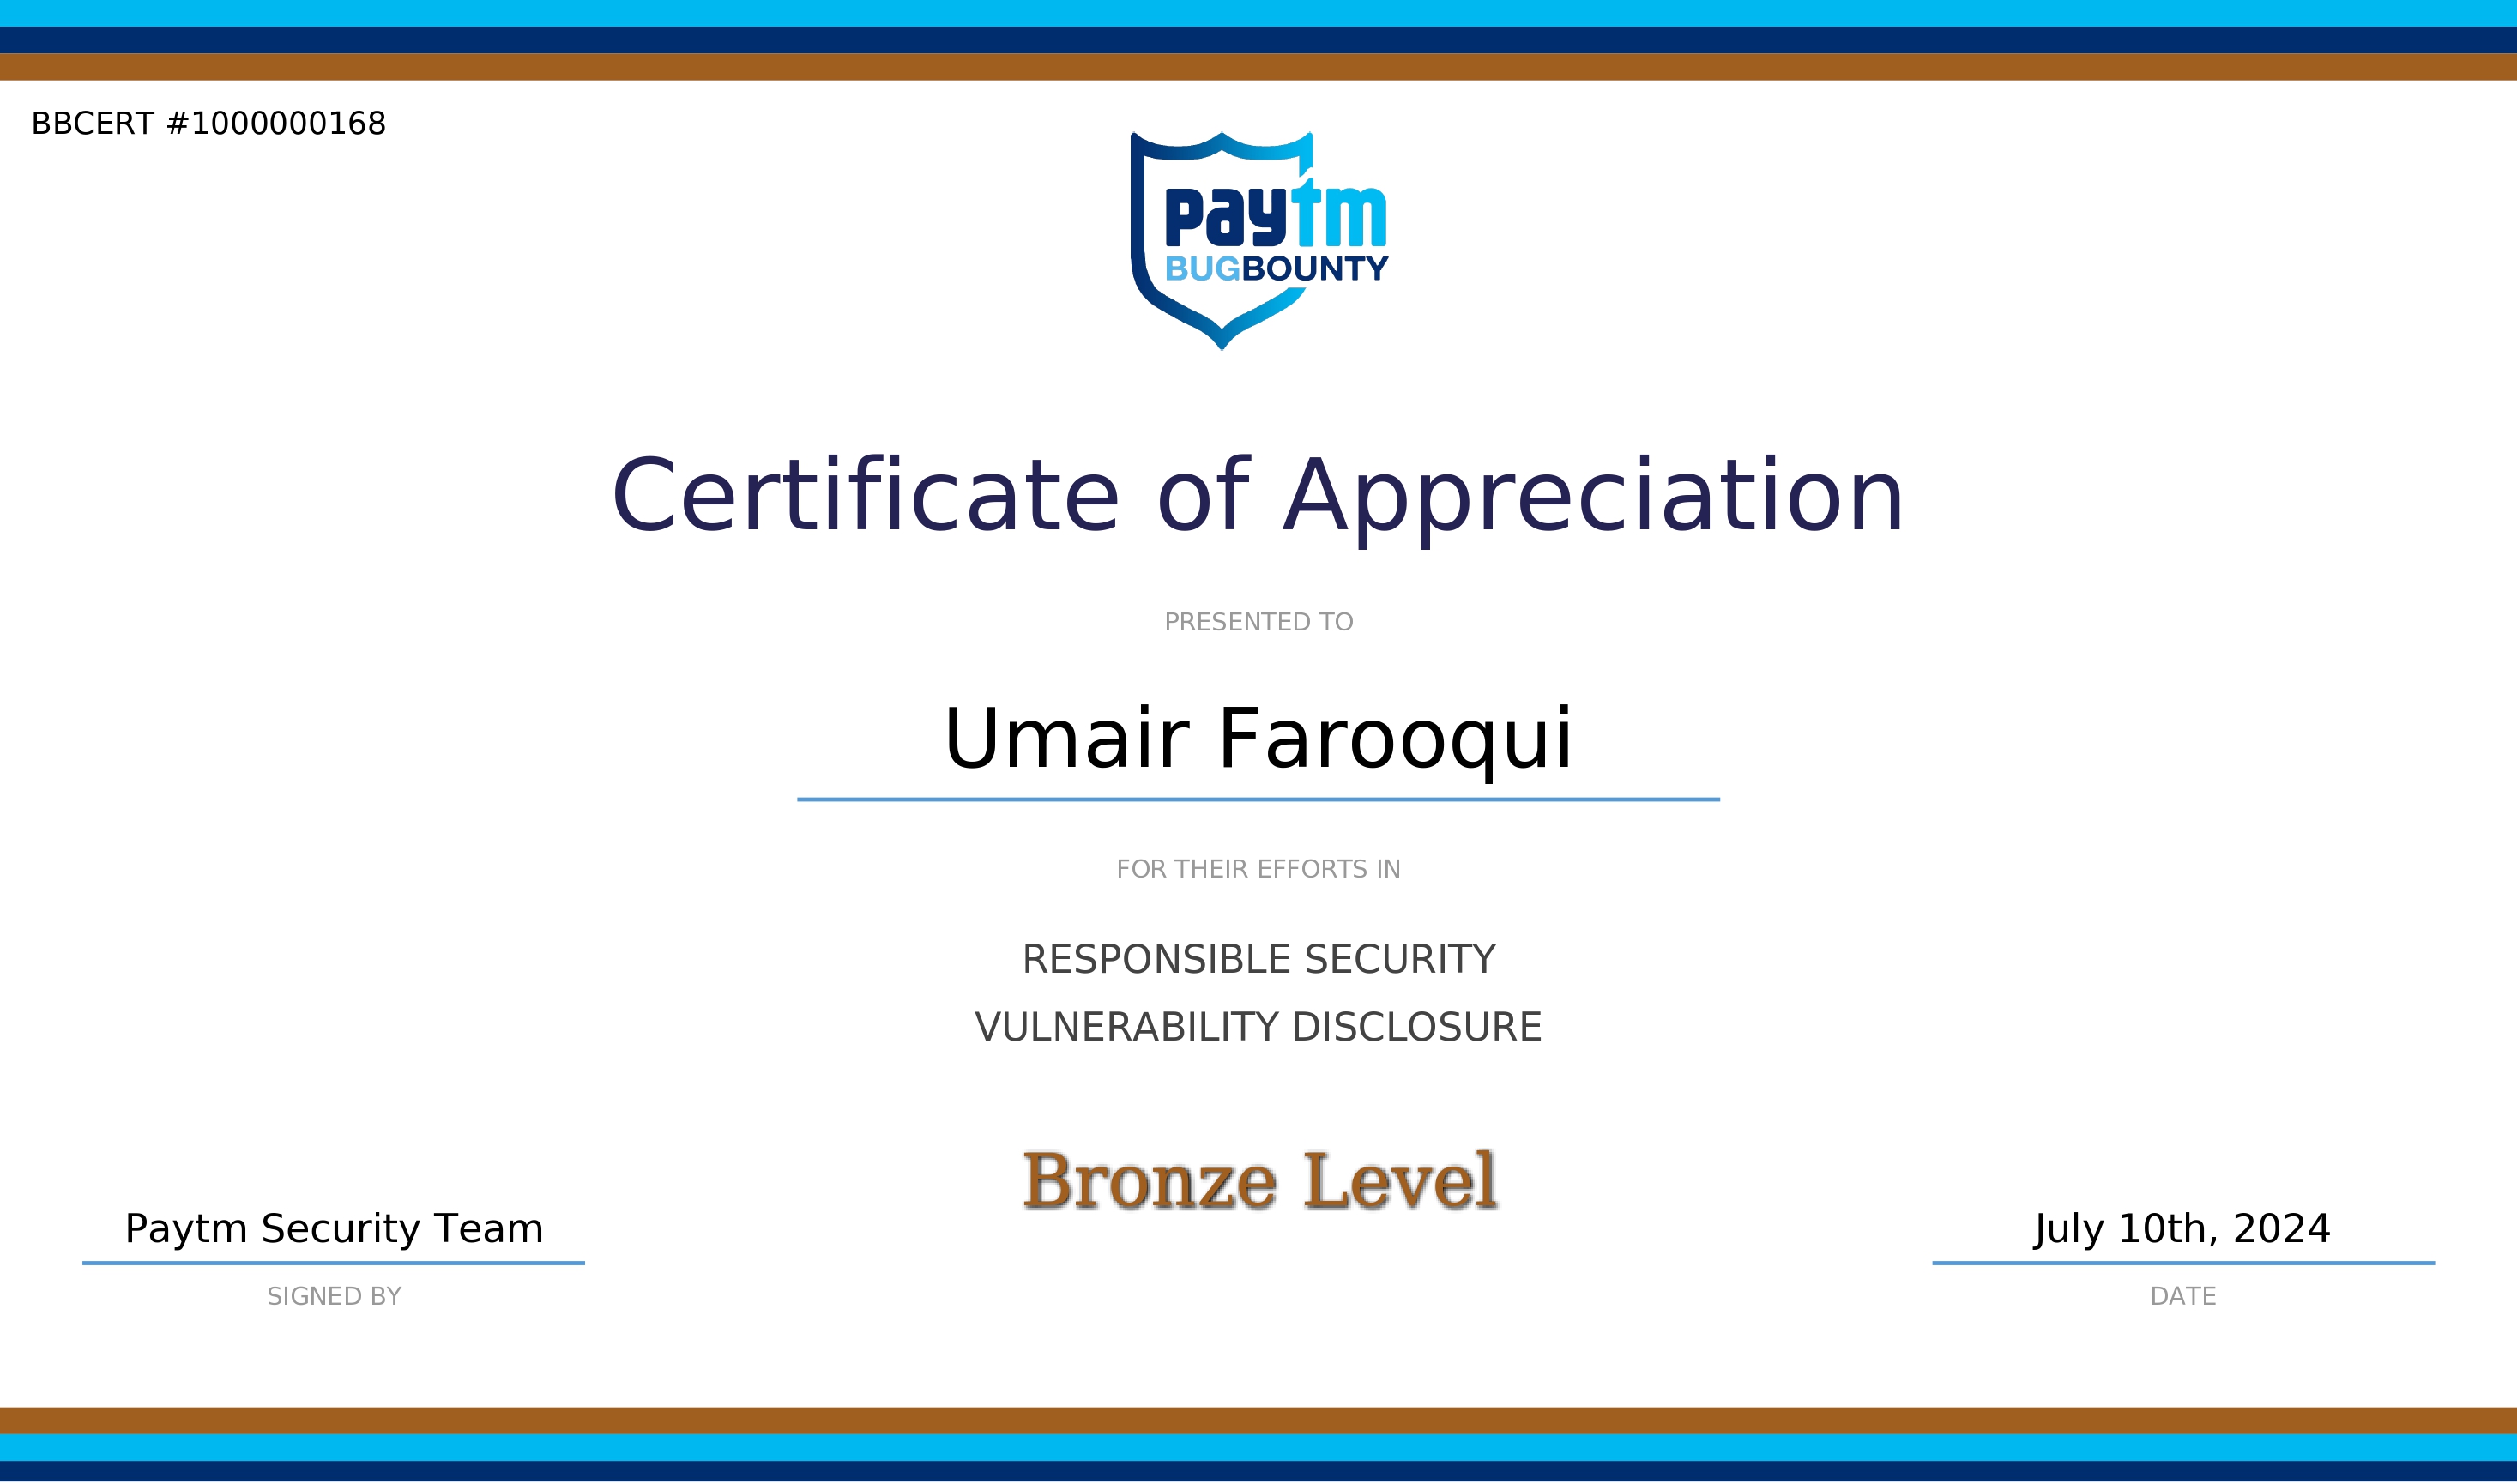 BBCERT #1000000168
paytm
BUGBOUNTY
Certificate of Appreciation
PRESENTED TO
Umair Farooqui
FOR THEIR EFFORTS IN
RESPONSIBLE SECURITY
VULNERABILITY DISCLOSURE
Bronze Level
Paytm Security Team
SIGNED BY
July 10th, 2024
DATE